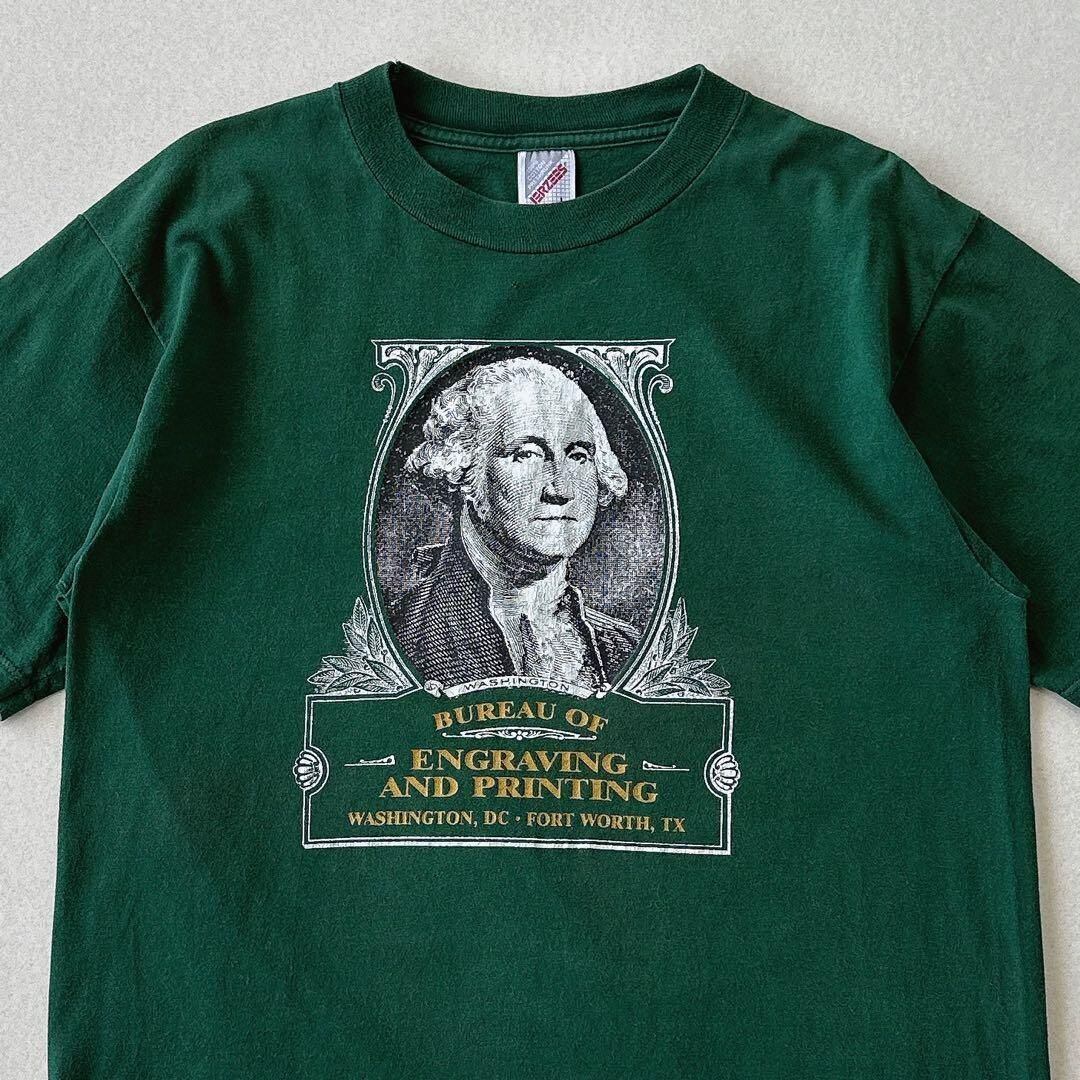 JERZEES
WASHINGTON
BUREAU OF
ENGRAVING
AND PRINTING
WASHINGTON, DC · FORT WORTH, TX